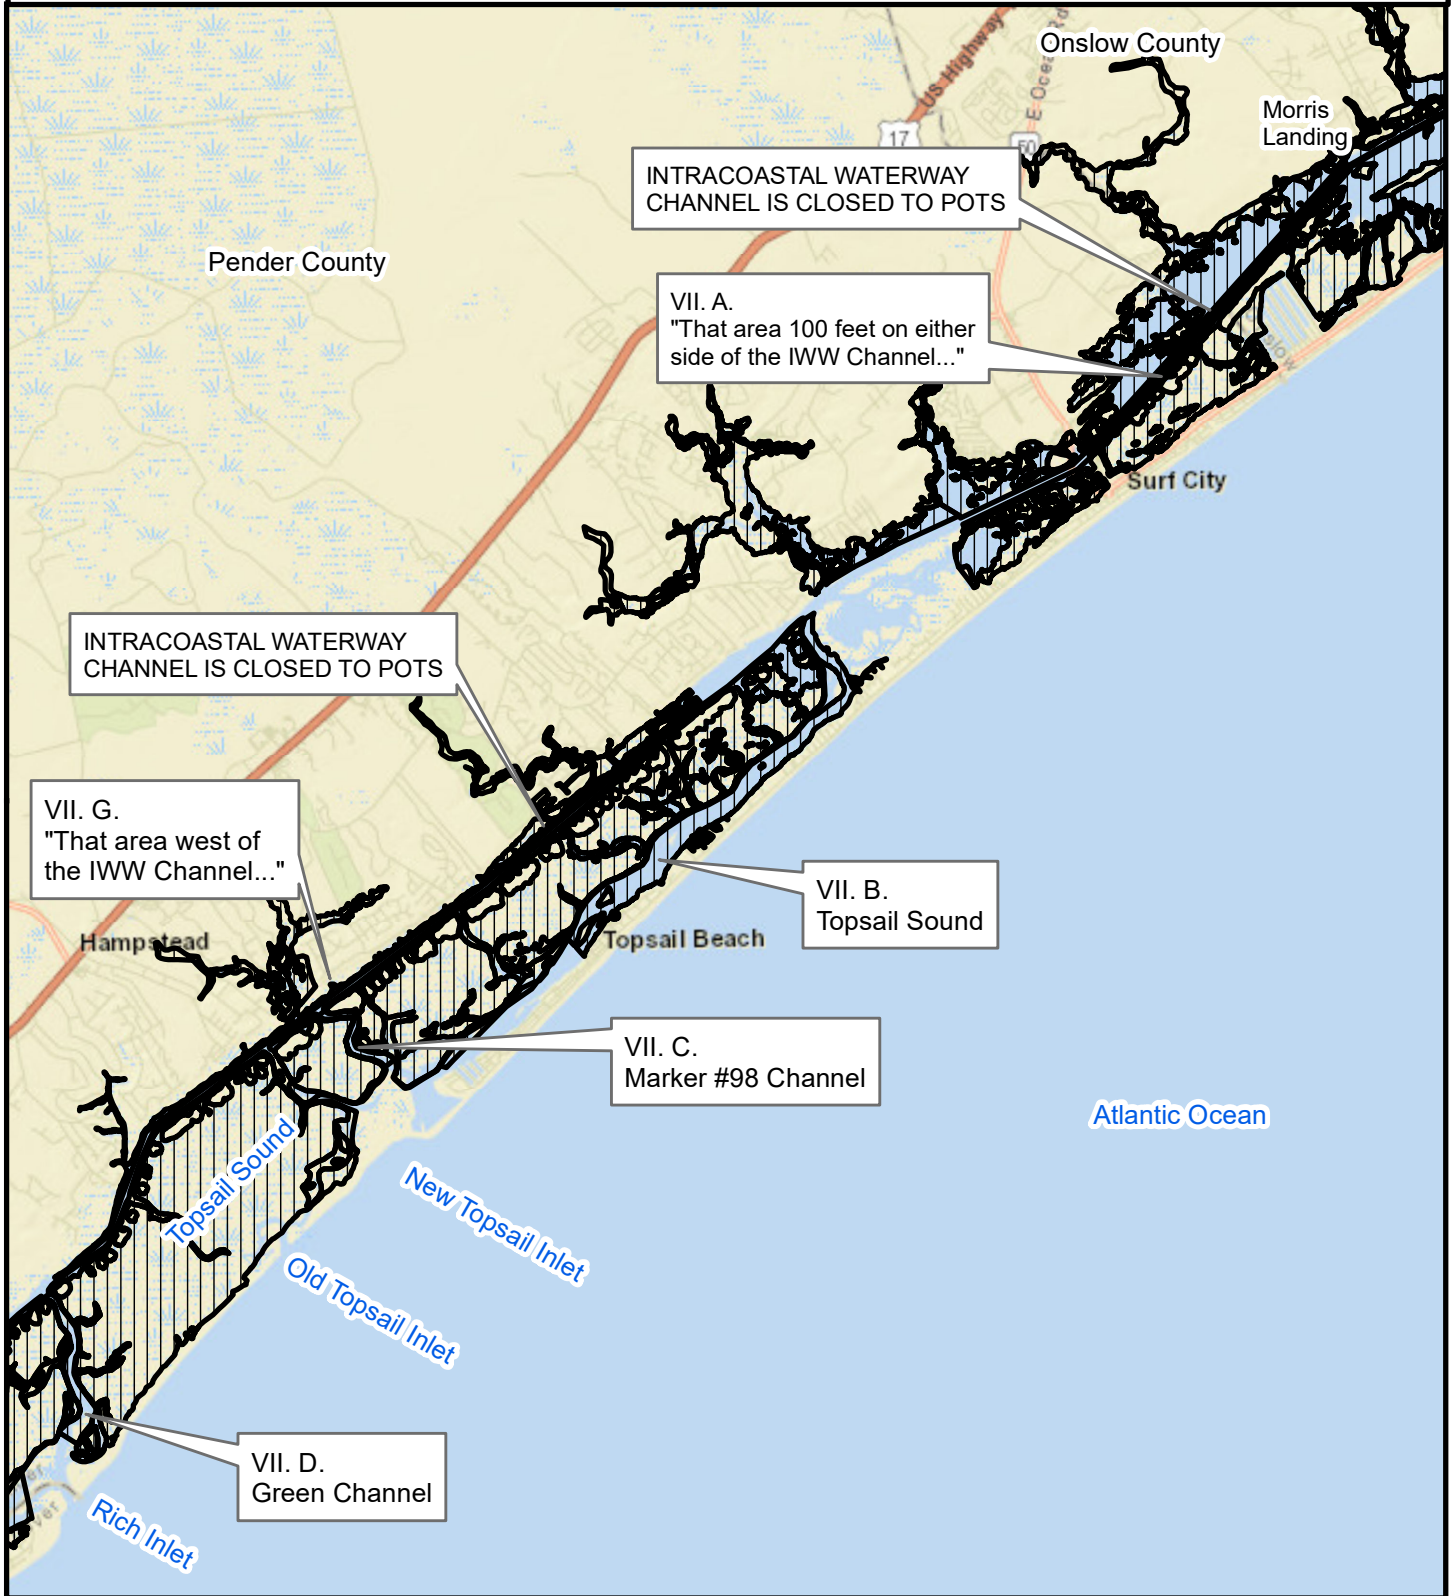 Onslow County
US Highway
E Ocean Rd
17
50
Morris
Landing
INTRACOASTAL WATERWAY
CHANNEL IS CLOSED TO POTS
Pender County
VII. A.
"That area 100 feet on either
side of the IWW Channel..."
Surf City
INTRACOASTAL WATERWAY
CHANNEL IS CLOSED TO POTS
VII. G.
"That area west of
the IWW Channel..."
VII. B.
Topsail Sound
Hampstead
Topsail Beach
VII. C.
Marker #98 Channel
Atlantic Ocean
Topsail Sound
New Topsail Inlet
Old Topsail Inlet
VII. D.
Green Channel
Rich Inlet